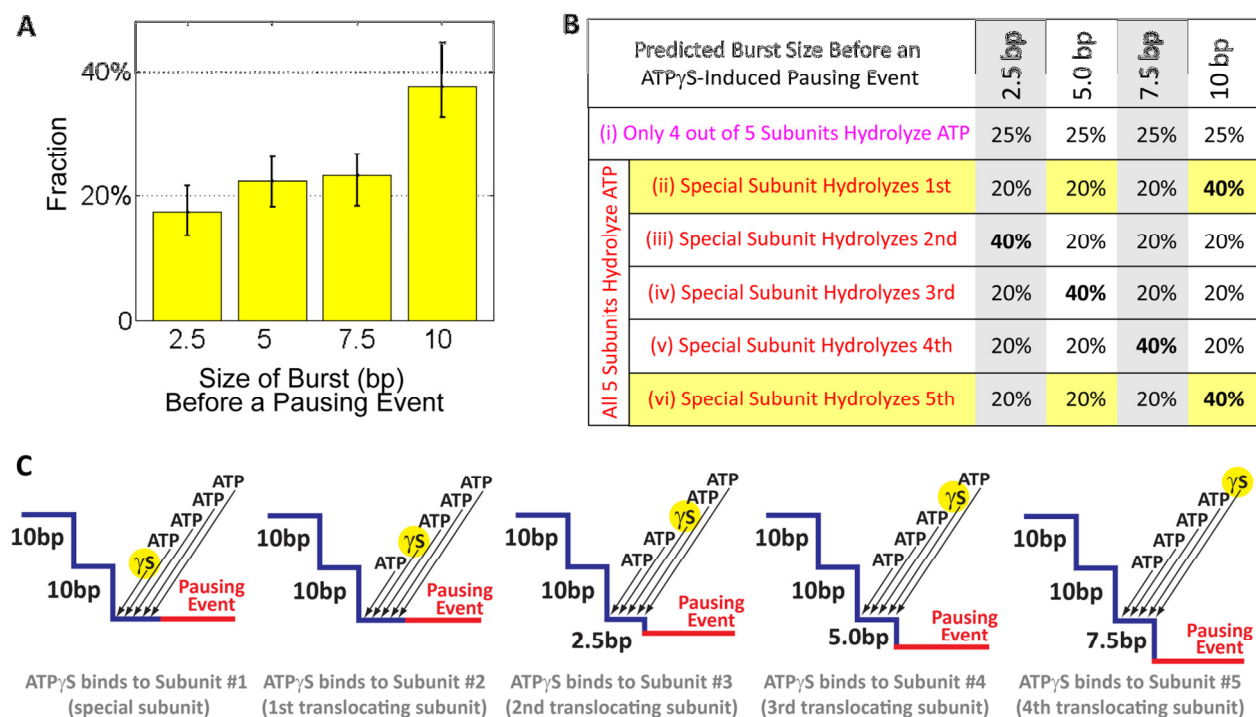 A
40%
20%
0
Fraction
2.5
5
7.5
10
Size of Burst (bp)
Before a Pausing Event
B
Predicted Burst Size Before an
ATPγS-Induced Pausing Event
2.5 bp
5.0 bp
7.5 bp
10 bp
(i) Only 4 out of 5 Subunits Hydrolyze ATP
25%
25%
25%
25%
All 5 Subunits Hydrolyze ATP
(ii) Special Subunit Hydrolyzes 1st
20%
20%
20%
40%
(iii) Special Subunit Hydrolyzes 2nd
40%
20%
20%
20%
(iv) Special Subunit Hydrolyzes 3rd
20%
40%
20%
20%
(v) Special Subunit Hydrolyzes 4th
20%
20%
40%
20%
(vi) Special Subunit Hydrolyzes 5th
20%
20%
20%
40%
C
10bp
10bp
γS
ATP
ATP
ATP
ATP
Pausing
Event
ATPγS binds to Subunit #1
(special subunit)
10bp
10bp
ATP
γS
ATP
ATP
ATP
Pausing
Event
ATPγS binds to Subunit #2
(1st translocating subunit)
10bp
10bp
2.5bp
ATP
ATP
γS
ATP
ATP
Pausing
Event
ATPγS binds to Subunit #3
(2nd translocating subunit)
10bp
10bp
5.0bp
ATP
ATP
ATP
γS
ATP
Pausing
Event
ATPγS binds to Subunit #4
(3rd translocating subunit)
10bp
10bp
7.5bp
ATP
ATP
ATP
ATP
γS
Pausing
Event
ATPγS binds to Subunit #5
(4th translocating subunit)